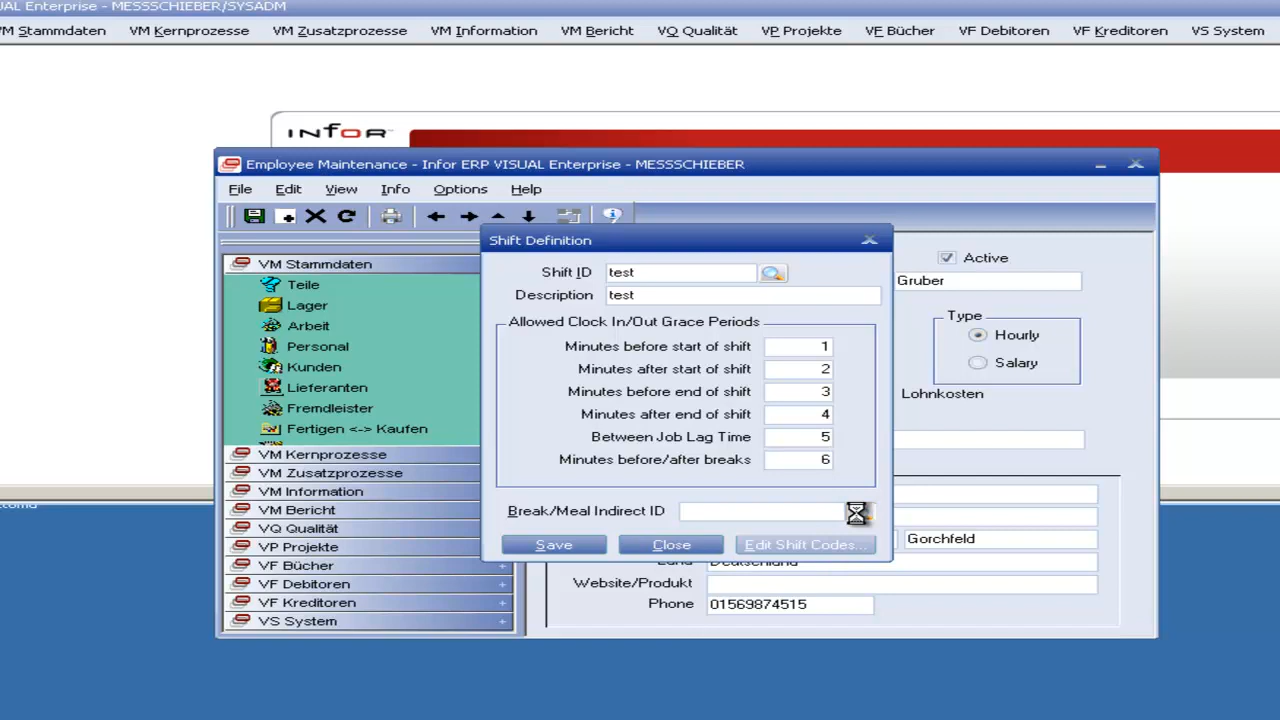 UAL Enterprise - MESSSCHIEBER/SYSADM
VM Stammdaten VM Kernprozesse VM Zusatzprozesse VM Information VM Bericht VQ Qualität VP Projekte VF Bücher VF Debitoren VF Kreditoren VS System
infor
Employee Maintenance - Infor ERP VISUAL Enterprise - MESSSCHIEBER
File Edit View Info Options Help
Shift Definition
Shift ID test
Description test
Allowed Clock In/Out Grace Periods
Minutes before start of shift 1
Minutes after start of shift 2
Minutes before end of shift 3
Minutes after end of shift 4
Between Job Lag Time 5
Minutes before/after breaks 6
Break/Meal Indirect ID
Save Close Edit Shift Codes...
VM Stammdaten
Teile
Lager
Arbeit
Personal
Kunden
Lieferanten
Fremdleister
Fertigen <-> Kaufen
VM Kernprozesse
VM Zusatzprozesse
VM Information
VM Bericht
VQ Qualität
VP Projekte
VF Bücher
VF Debitoren
VF Kreditoren
VS System
Active
Gruber
Type
Hourly
Salary
Lohnkosten
Gorchfeld
Land Deutschland
Website/Produkt
Phone 01569874515